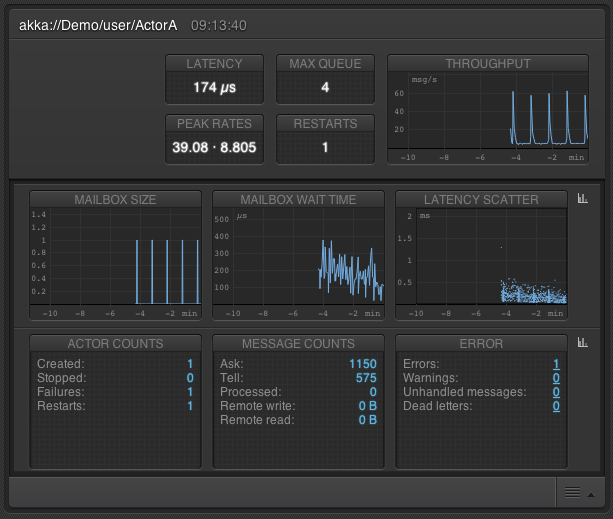 akka://Demo/user/ActorA 09:13:40
LATENCY
174 µs
MAX QUEUE
4
THROUGHPUT
msg/s
60
40
20
-10 -8 -6 -4 -2 min
PEAK RATES
39.08 · 8.805
RESTARTS
1
MAILBOX SIZE
1.4
1.2
1
0.8
0.6
0.4
0.2
-10 -8 -6 -4 -2 min
MAILBOX WAIT TIME
µs
500
400
300
200
100
-10 -8 -6 -4 -2 min
LATENCY SCATTER
ms
2
1.5
1
0.5
-10 -8 -6 -4 -2 min
ACTOR COUNTS
Created: 1
Stopped: 0
Failures: 1
Restarts: 1
MESSAGE COUNTS
Ask: 1150
Tell: 575
Processed: 0
Remote write: 0 B
Remote read: 0 B
ERROR
Errors: 1
Warnings: 0
Unhandled messages: 0
Dead letters: 0